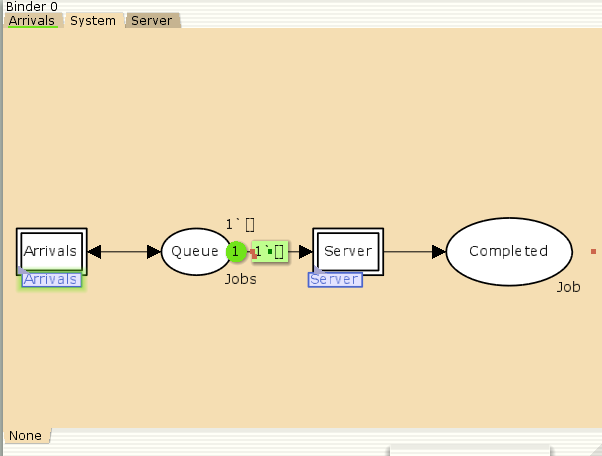 Binder 0
Arrivals System Server
1`[]
Arrivals Queue 1 1`[] Server Completed
Arrivals Jobs Server Job
None